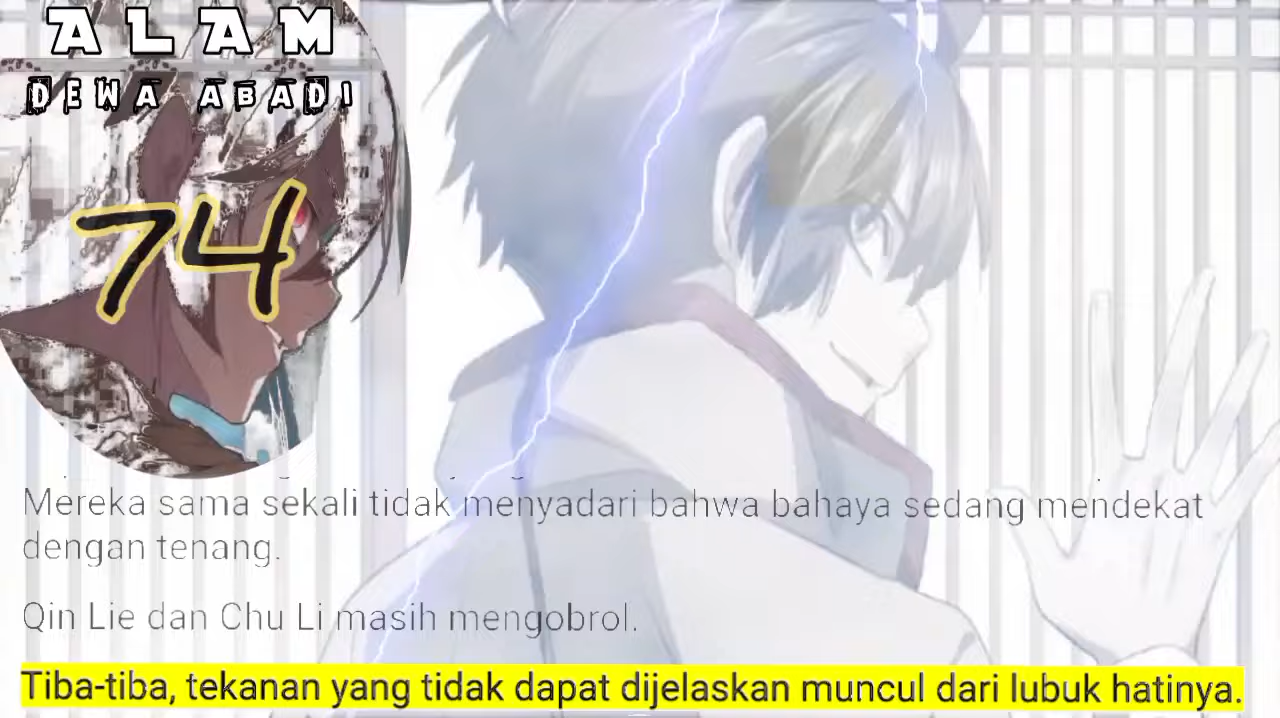 ALAM
DEWA ABADI
74
Mereka sama sekali tidak menyadari bahwa bahaya sedang mendekat
dengan tenang.
Qin Lie dan Chu Li masih mengobrol.
Tiba-tiba, tekanan yang tidak dapat dijelaskan muncul dari lubuk hatinya.